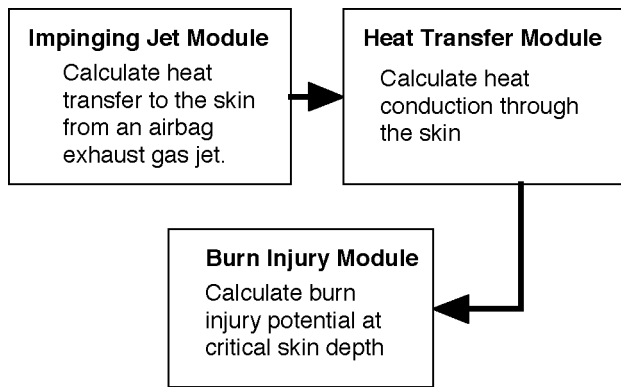 Impinging Jet Module
Calculate heat
transfer to the skin
from an airbag
exhaust gas jet.
Heat Transfer Module
Calculate heat
conduction through
the skin
Burn Injury Module
Calculate burn
injury potential at
critical skin depth